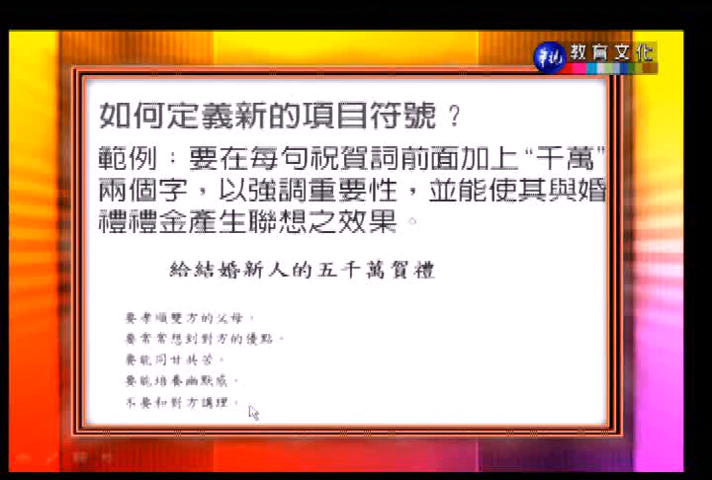 華視 教育文化
如何定義新的項目符號？
範例：要在每句祝賀詞前面加上“千萬”
兩個字，以強調重要性，並能使其與婚
禮禮金產生聯想之效果。
給結婚新人的五千萬賀禮
要孝順雙方的父母。
要常常想到對方的優點。
要能同甘共苦。
要能培養幽默感。
不要和對方講理。